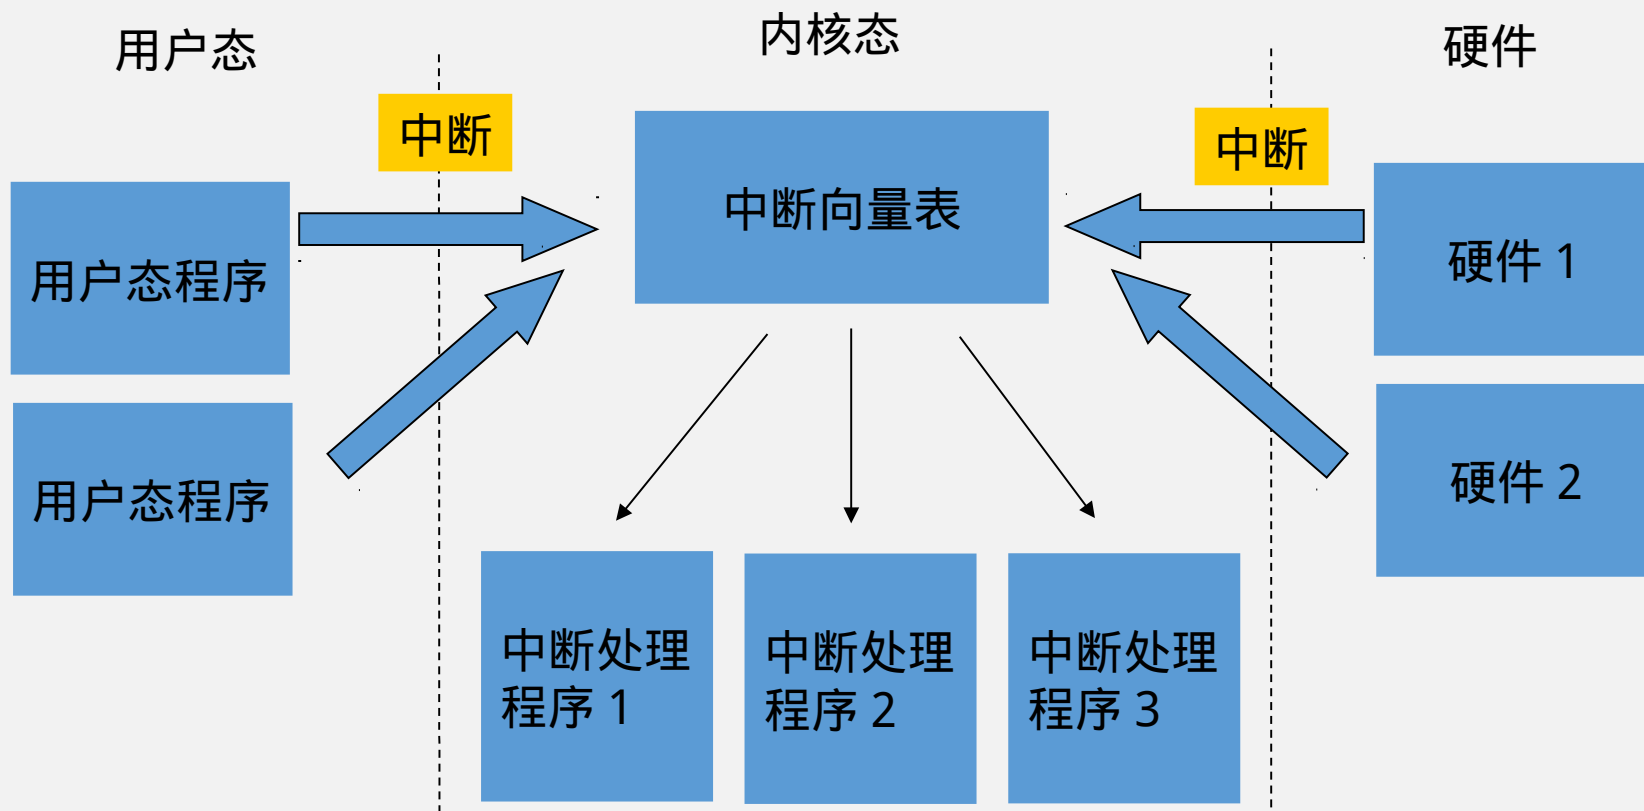 用户态
内核态
硬件
中断
中断
中断向量表
用户态程序
硬件 1
用户态程序
硬件 2
中断处理
程序 1
中断处理
程序 2
中断处理
程序 3